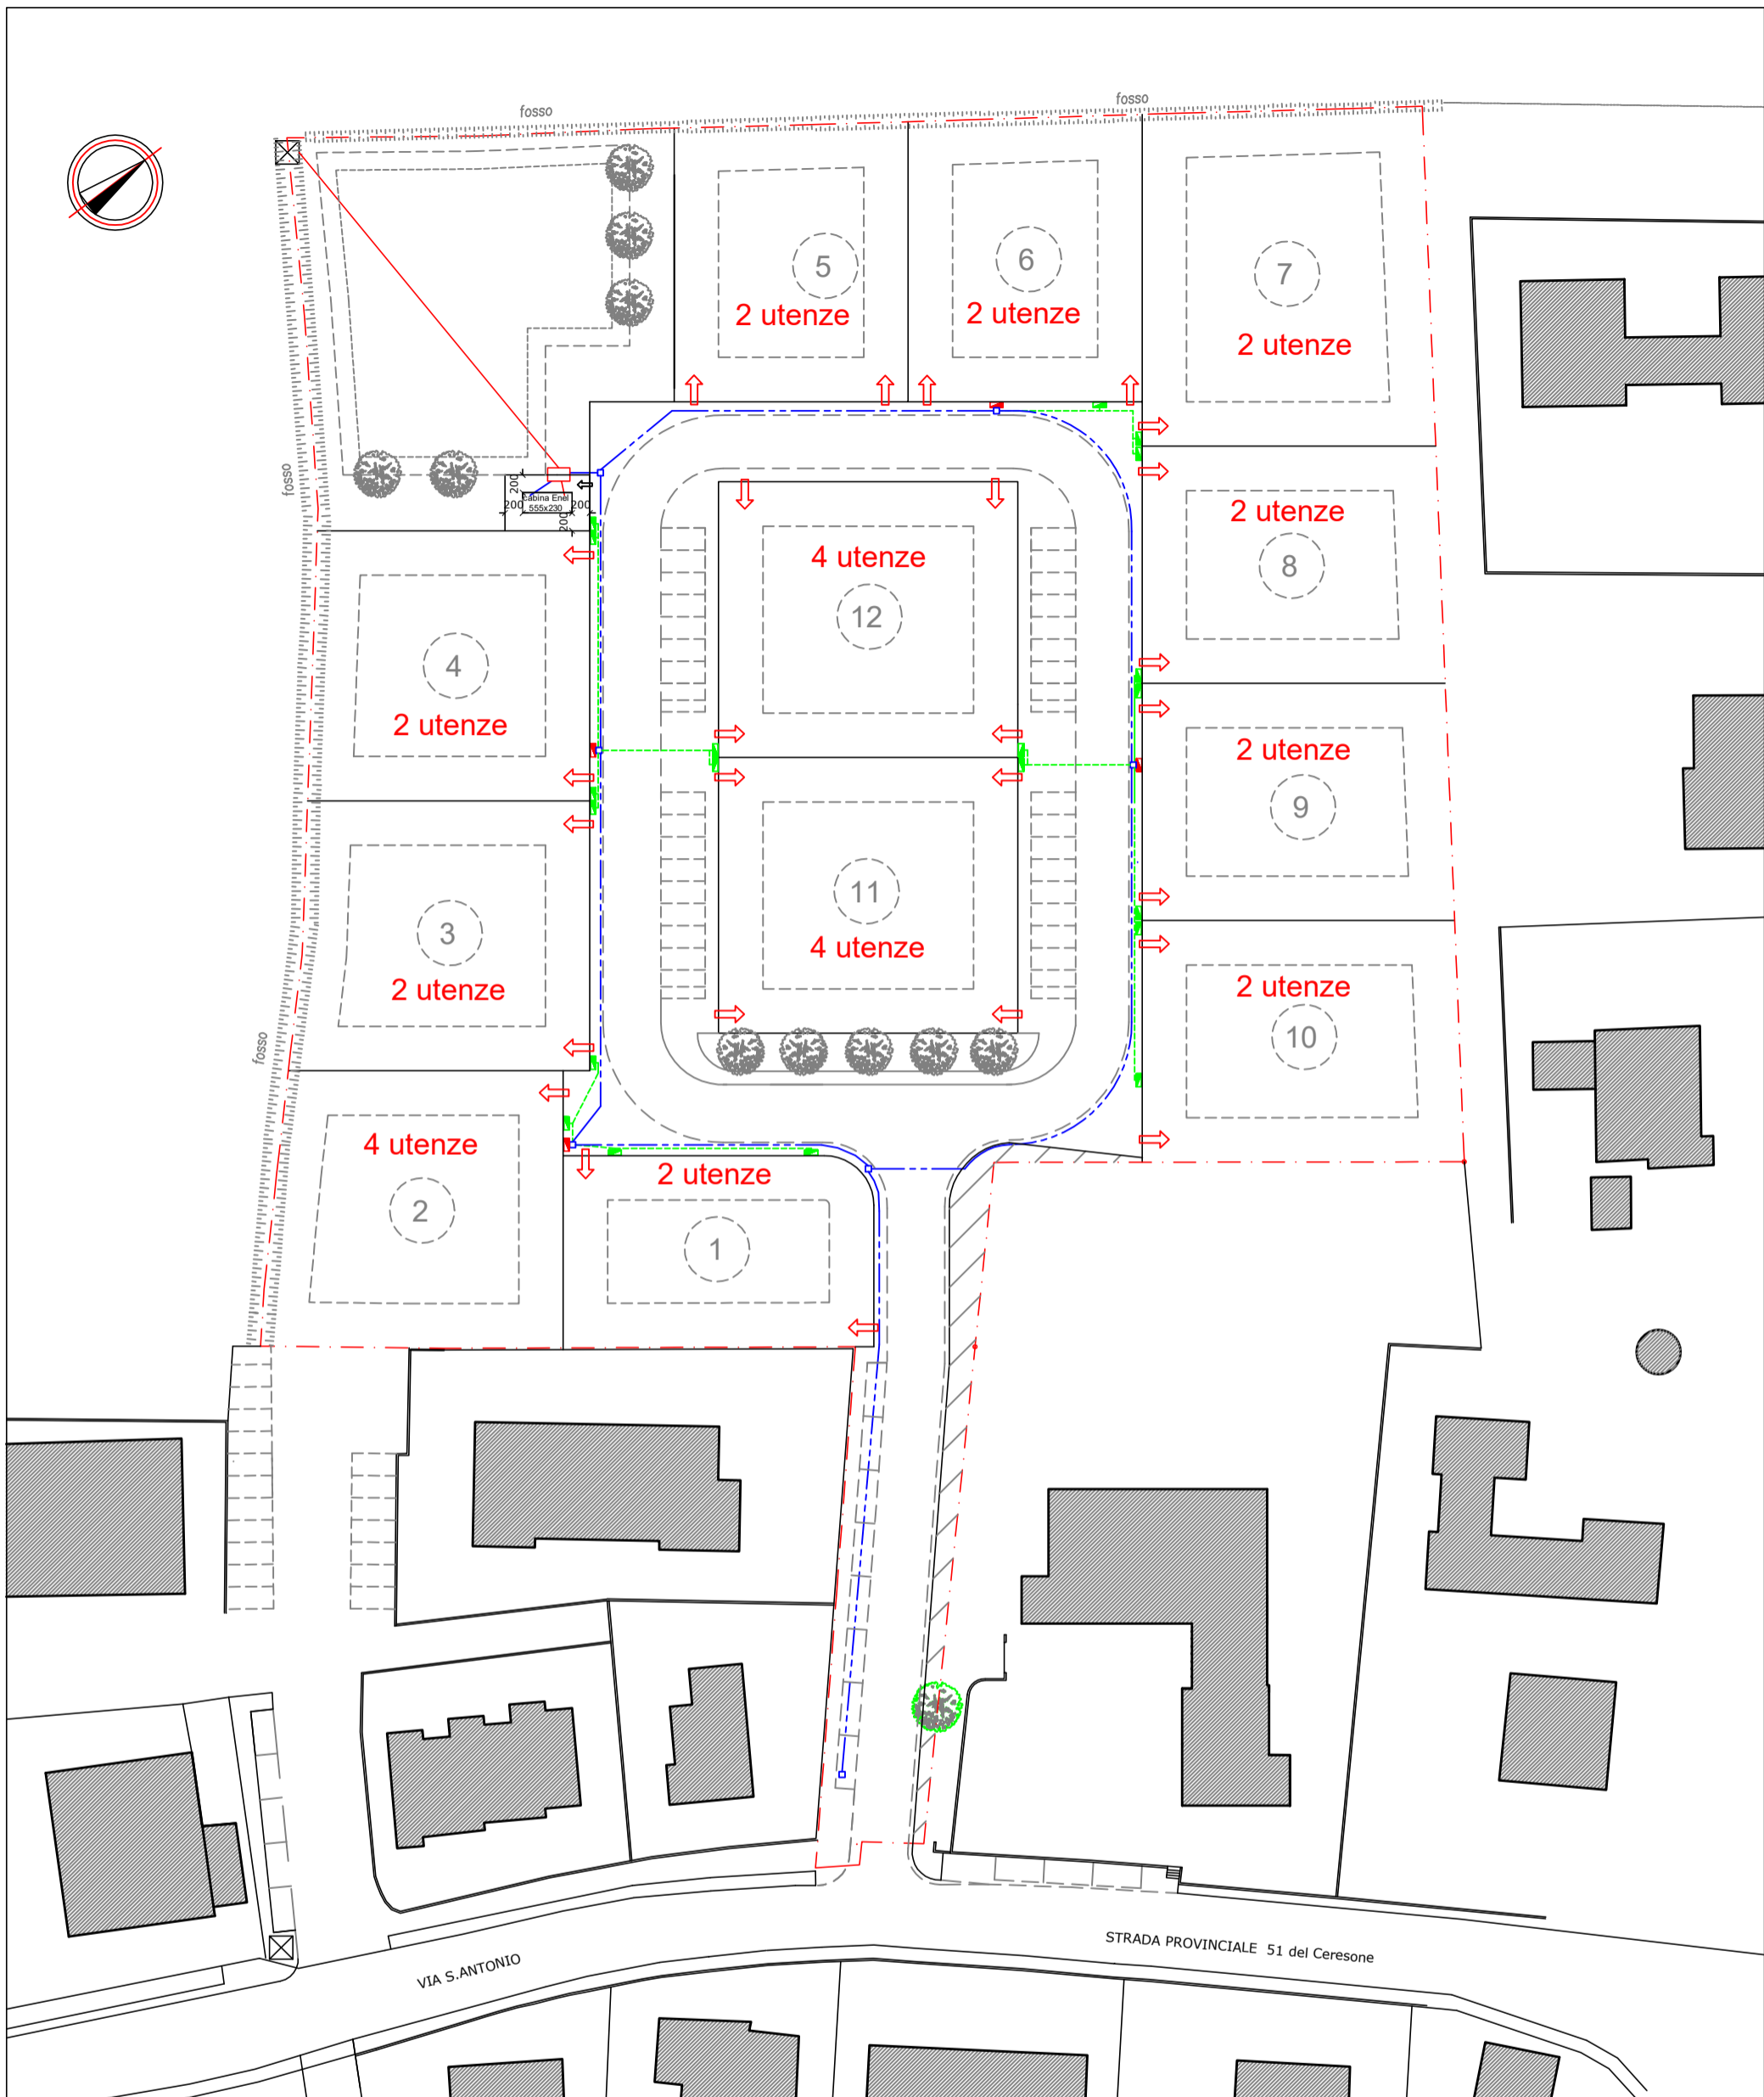 fosso
fosso
5
2 utenze
6
2 utenze
7
2 utenze
fosso
200
cabina Enel
555x230
200
200
200
2 utenze
8
4 utenze
12
4
2 utenze
2 utenze
9
11
4 utenze
3
2 utenze
2 utenze
10
fosso
4 utenze
2
2 utenze
1
VIA S.ANTONIO
STRADA PROVINCIALE 51 del Ceresone